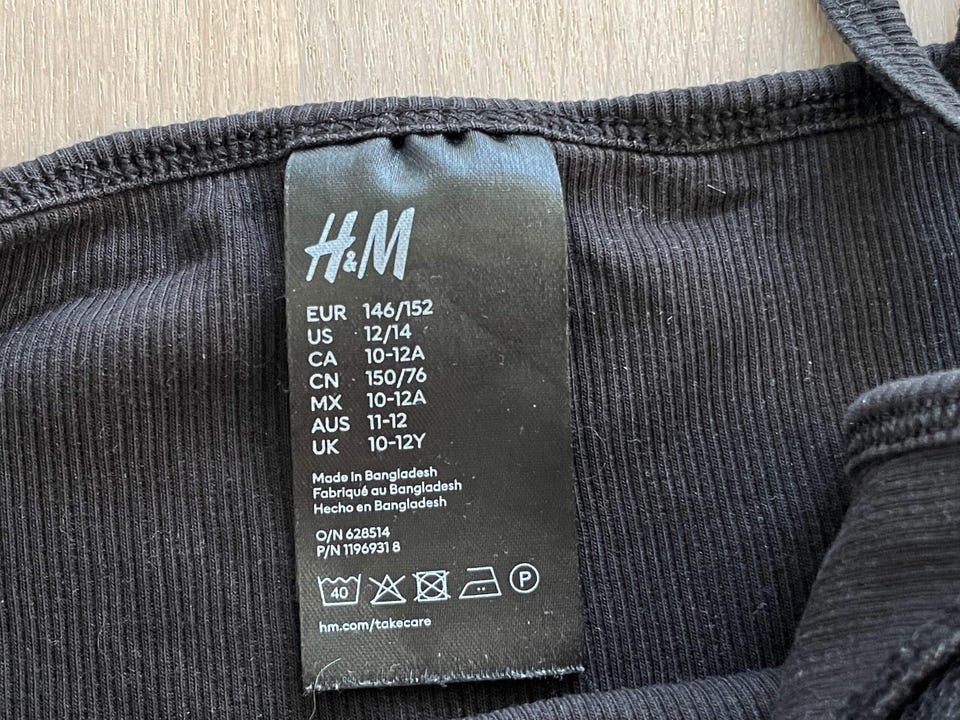 H&M
EUR 146/152
US 12/14
CA 10-12A
CN 150/76
MX 10-12A
AUS 11-12
UK 10-12Y
Made in Bangladesh
Fabriqué au Bangladesh
Hecho en Bangladesh
O/N 628514
P/N 1196931 8
40
P
hm.com/takecare